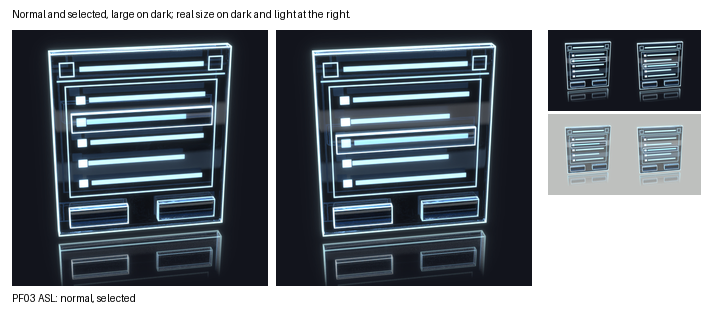 Normal and selected, large on dark; real size on dark and light at the right.
PF03 ASL: normal, selected